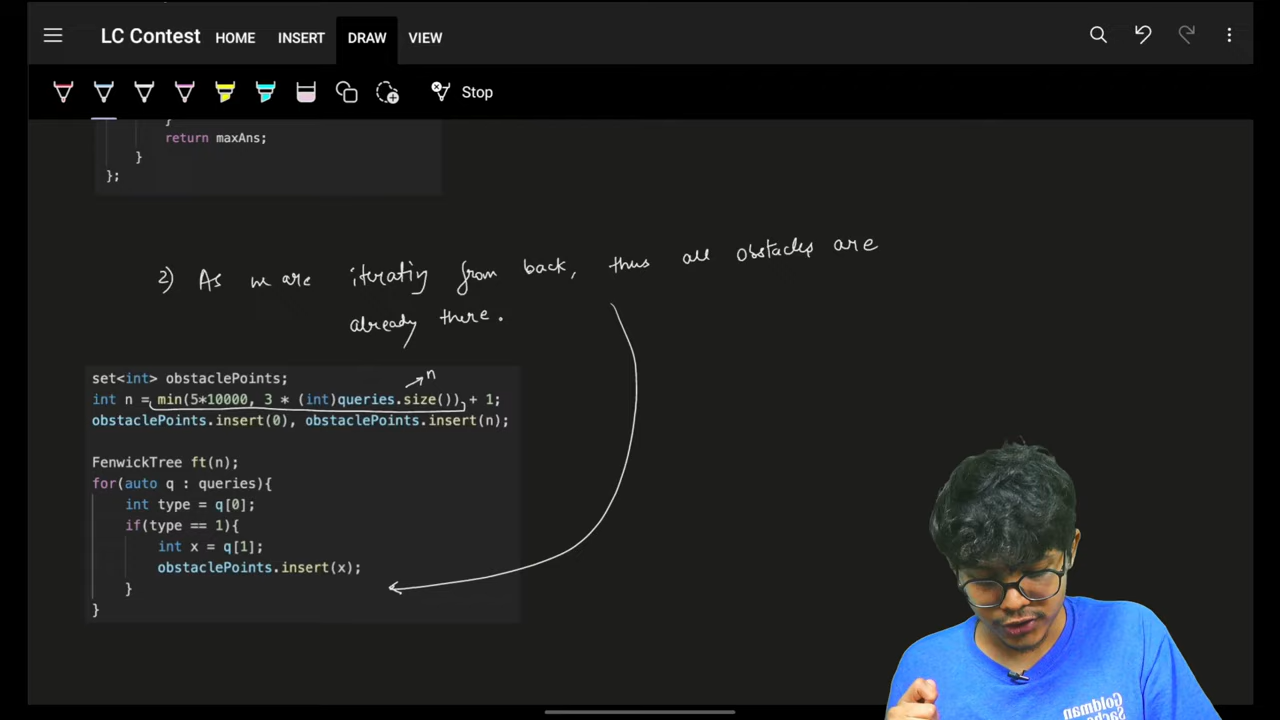 LC Contest HOME INSERT DRAW VIEW
Stop
}
return maxAns;
}
};
2) As we are iterating from back, thus all obstacles are
already there.
n
set<int> obstaclePoints;
int n = min(5*10000, 3 * (int)queries.size()) + 1;
obstaclePoints.insert(0), obstaclePoints.insert(n);
FenwickTree ft(n);
for(auto q : queries){
int type = q[0];
if(type == 1){
int x = q[1];
obstaclePoints.insert(x);
}
}
Goldman
Sachs